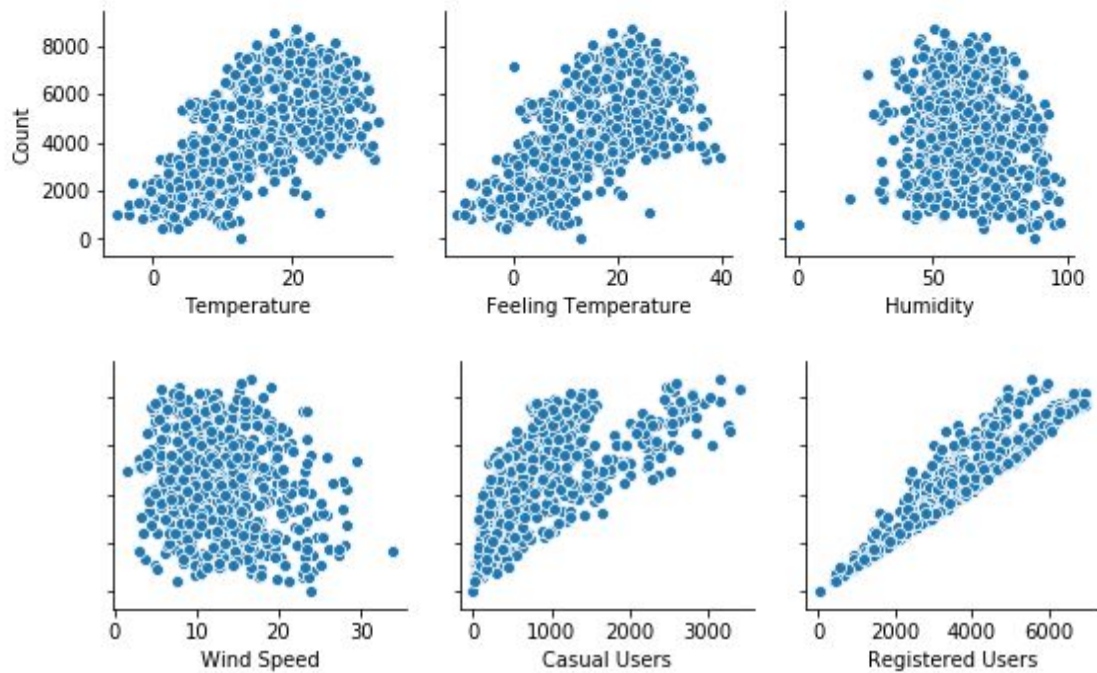 8000
6000
4000
2000
0
Count
0 20
Temperature
0 20 40
Feeling Temperature
0 50 100
Humidity
0 10 20 30
Wind Speed
0 1000 2000 3000
Casual Users
0 2000 4000 6000
Registered Users